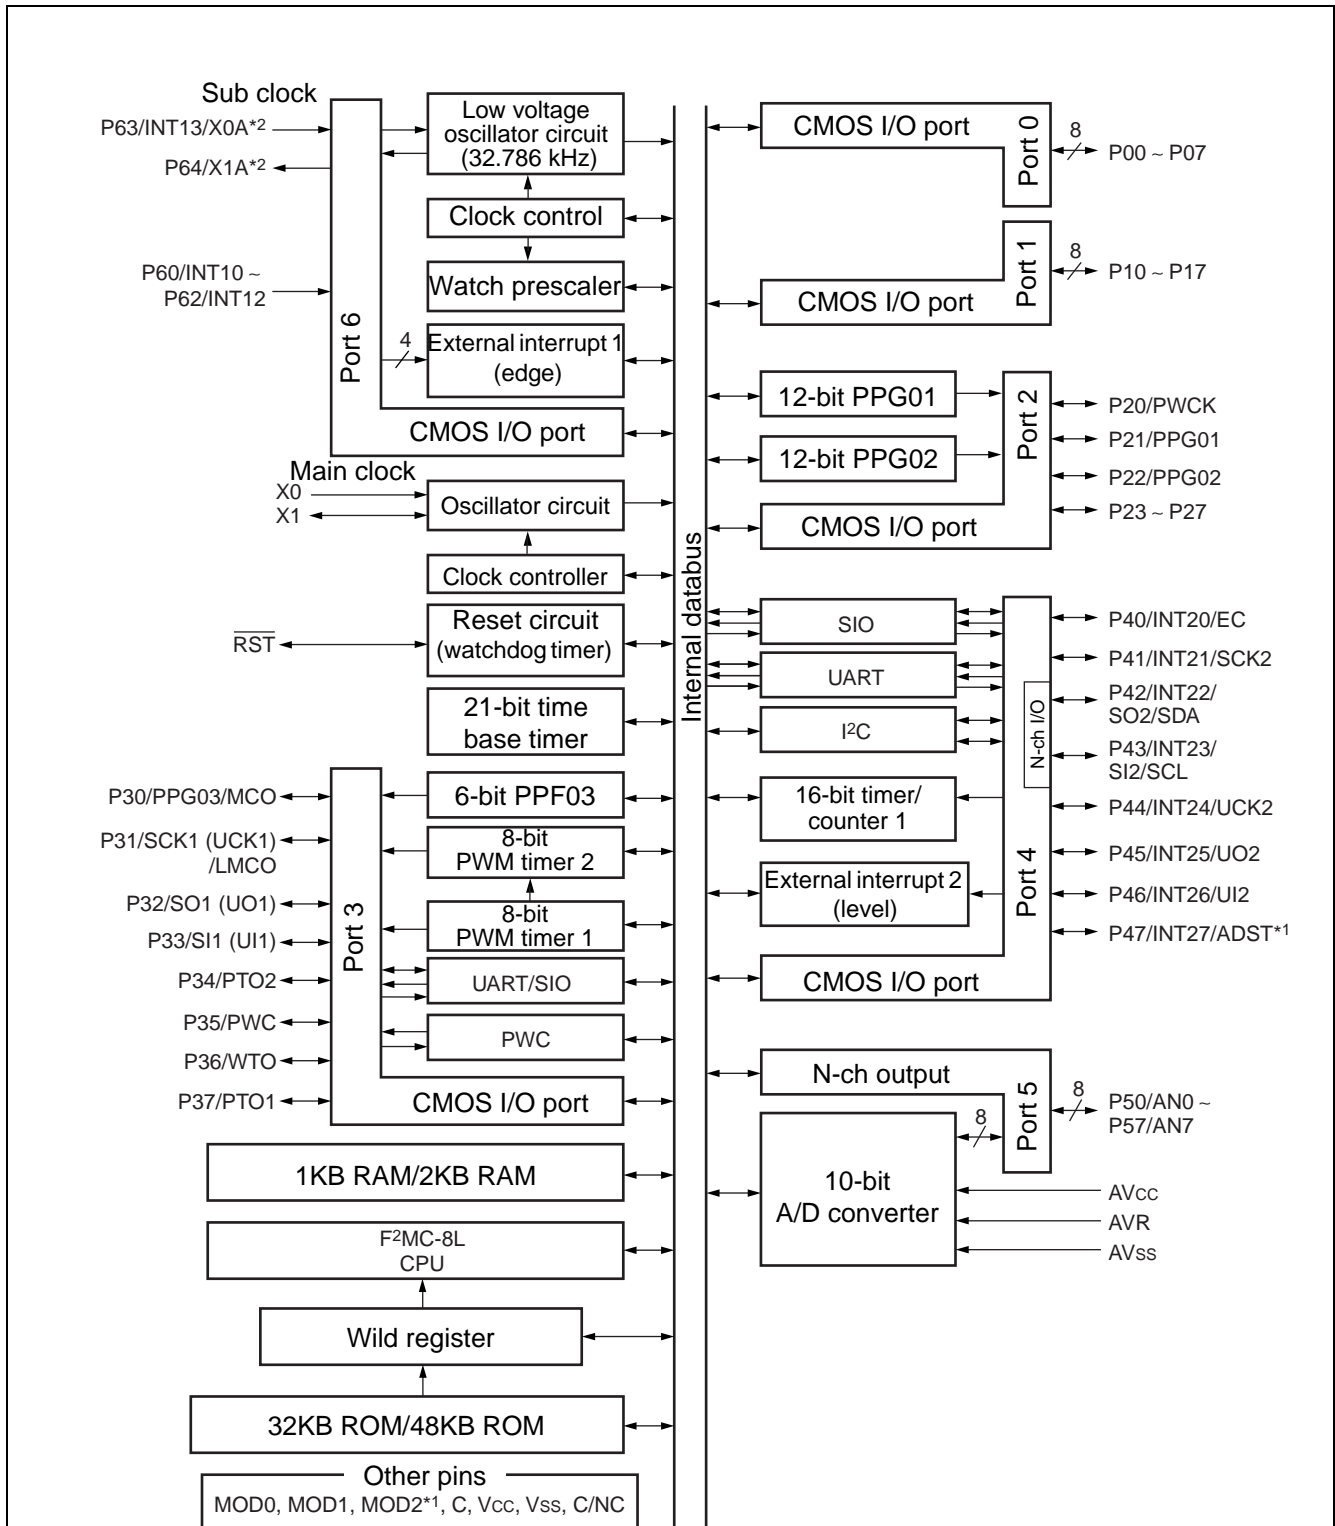 Sub clock
P63/INT13/X0A*2
P64/X1A*2
P60/INT10 ~
P62/INT12
Port 6
Low voltage
oscillator circuit
(32.786 kHz)
Clock control
Watch prescaler
4
External interrupt 1
(edge)
CMOS I/O port
Main clock
X0
X1
Oscillator circuit
Clock controller
RST
Reset circuit
(watchdog timer)
21-bit time
base timer
P30/PPG03/MCO
P31/SCK1 (UCK1)
/LMCO
P32/SO1 (UO1)
P33/SI1 (UI1)
P34/PTO2
P35/PWC
P36/WTO
P37/PTO1
Port 3
6-bit PPF03
8-bit
PWM timer 2
8-bit
PWM timer 1
UART/SIO
PWC
CMOS I/O port
1KB RAM/2KB RAM
F2MC-8L
CPU
Wild register
32KB ROM/48KB ROM
Other pins
MOD0, MOD1, MOD2*1, C, Vcc, Vss, C/NC
Internal databus
CMOS I/O port
Port 0
8
P00 ~ P07
CMOS I/O port
Port 1
8
P10 ~ P17
12-bit PPG01
12-bit PPG02
CMOS I/O port
Port 2
P20/PWCK
P21/PPG01
P22/PPG02
P23 ~ P27
SIO
UART
I2C
16-bit timer/
counter 1
External interrupt 2
(level)
CMOS I/O port
N-ch I/O
Port 4
P40/INT20/EC
P41/INT21/SCK2
P42/INT22/
SO2/SDA
P43/INT23/
SI2/SCL
P44/INT24/UCK2
P45/INT25/UO2
P46/INT26/UI2
P47/INT27/ADST*1
N-ch output
Port 5
8
8
P50/AN0 ~
P57/AN7
10-bit
A/D converter
AVcc
AVR
AVss